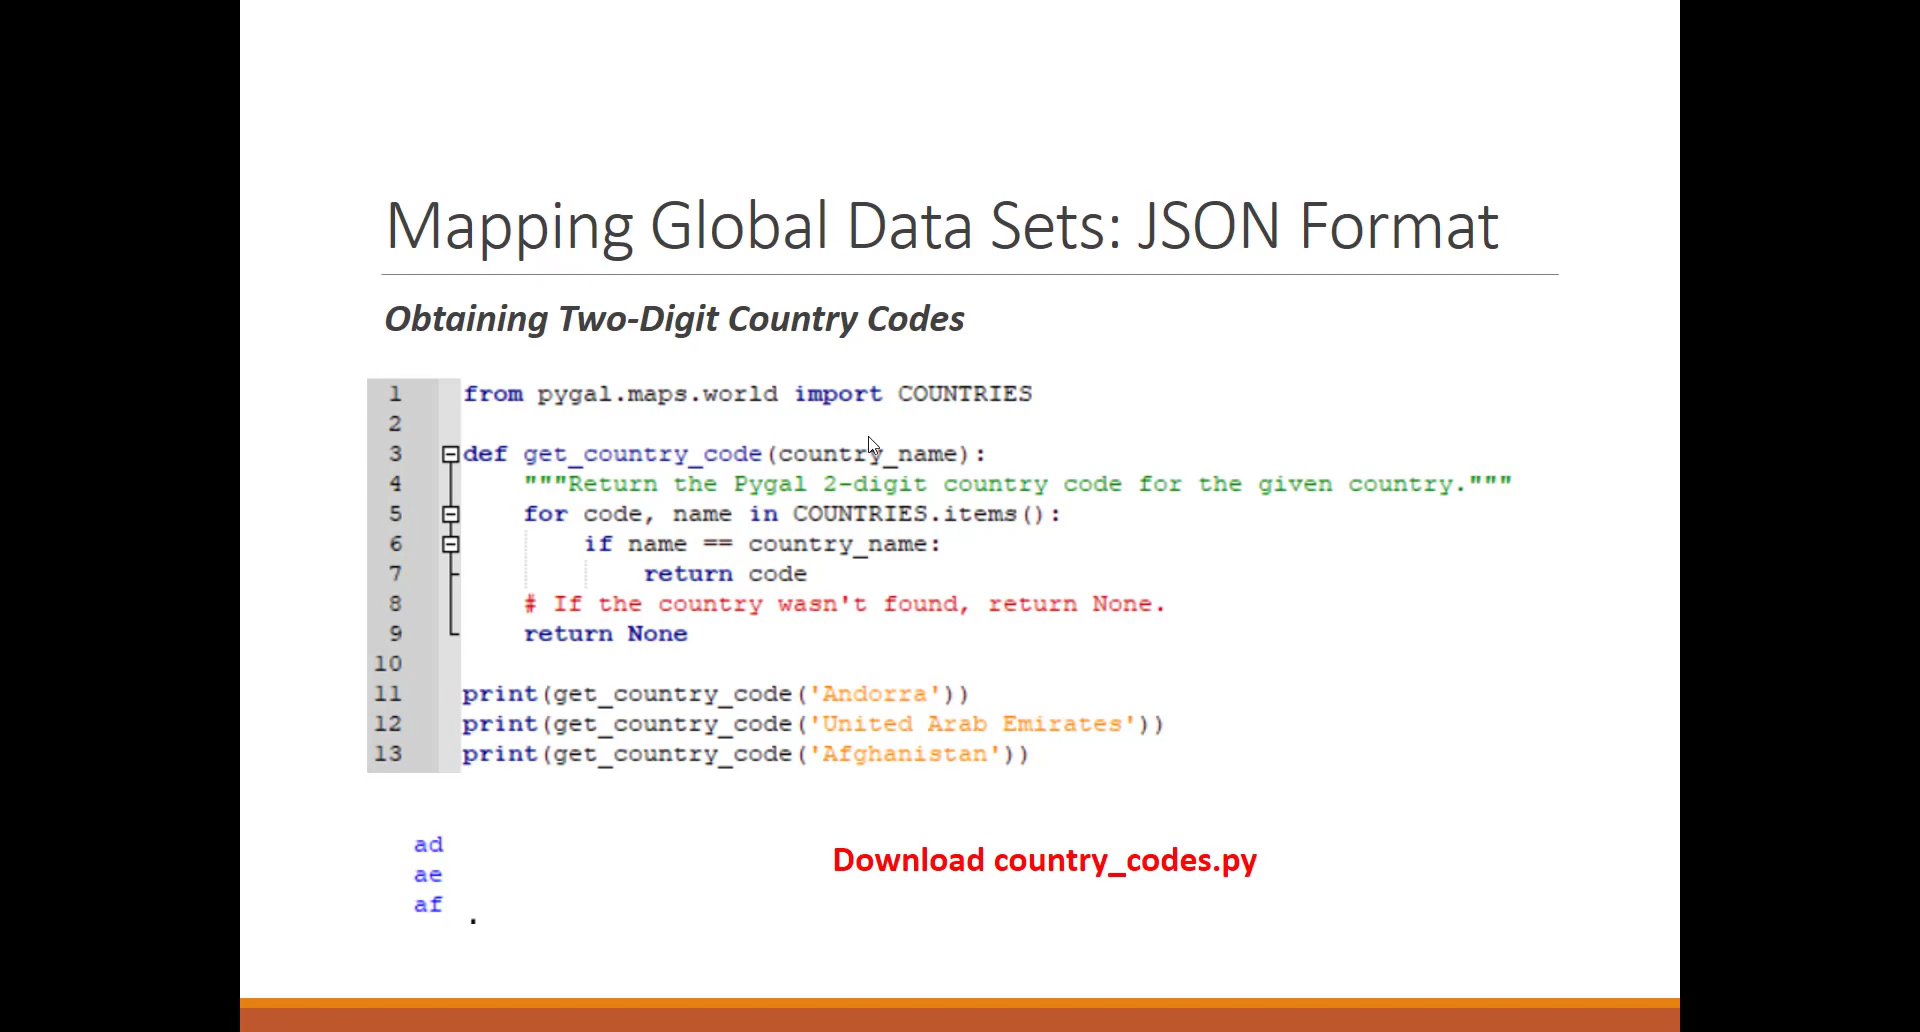 Mapping Global Data Sets: JSON Format
Obtaining Two-Digit Country Codes
1 from pygal.maps.world import COUNTRIES
2
3 def get_country_code(country_name):
4     """Return the Pygal 2-digit country code for the given country."""
5     for code, name in COUNTRIES.items():
6         if name == country_name:
7             return code
8     # If the country wasn't found, return None.
9     return None
10
11 print(get_country_code('Andorra'))
12 print(get_country_code('United Arab Emirates'))
13 print(get_country_code('Afghanistan'))
ad
ae
af
.
Download country_codes.py